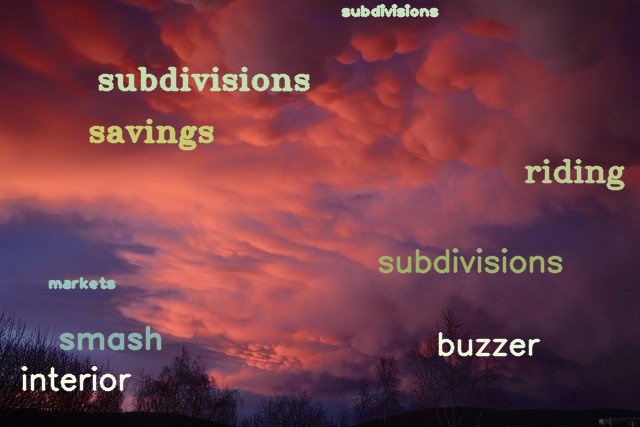 subdivisions
subdivisions
savings
riding
subdivisions
markets
smash
buzzer
interior